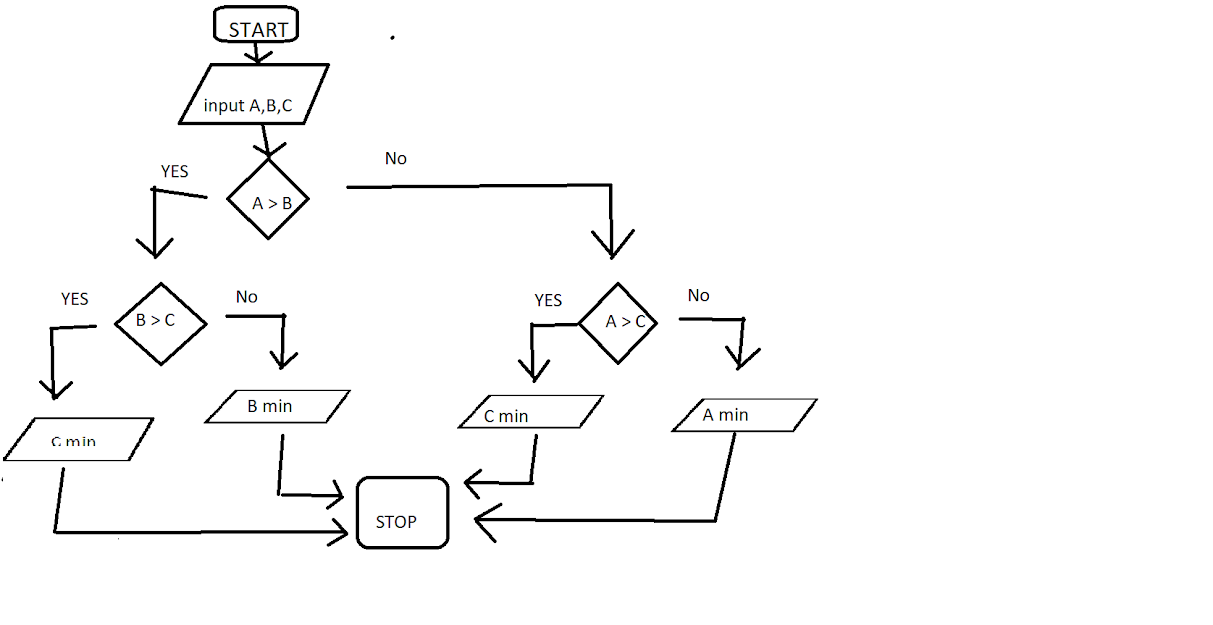 START
input A,B,C
YES
No
A > B
YES
No
B > C
YES
No
A > C
C min
B min
C min
A min
STOP